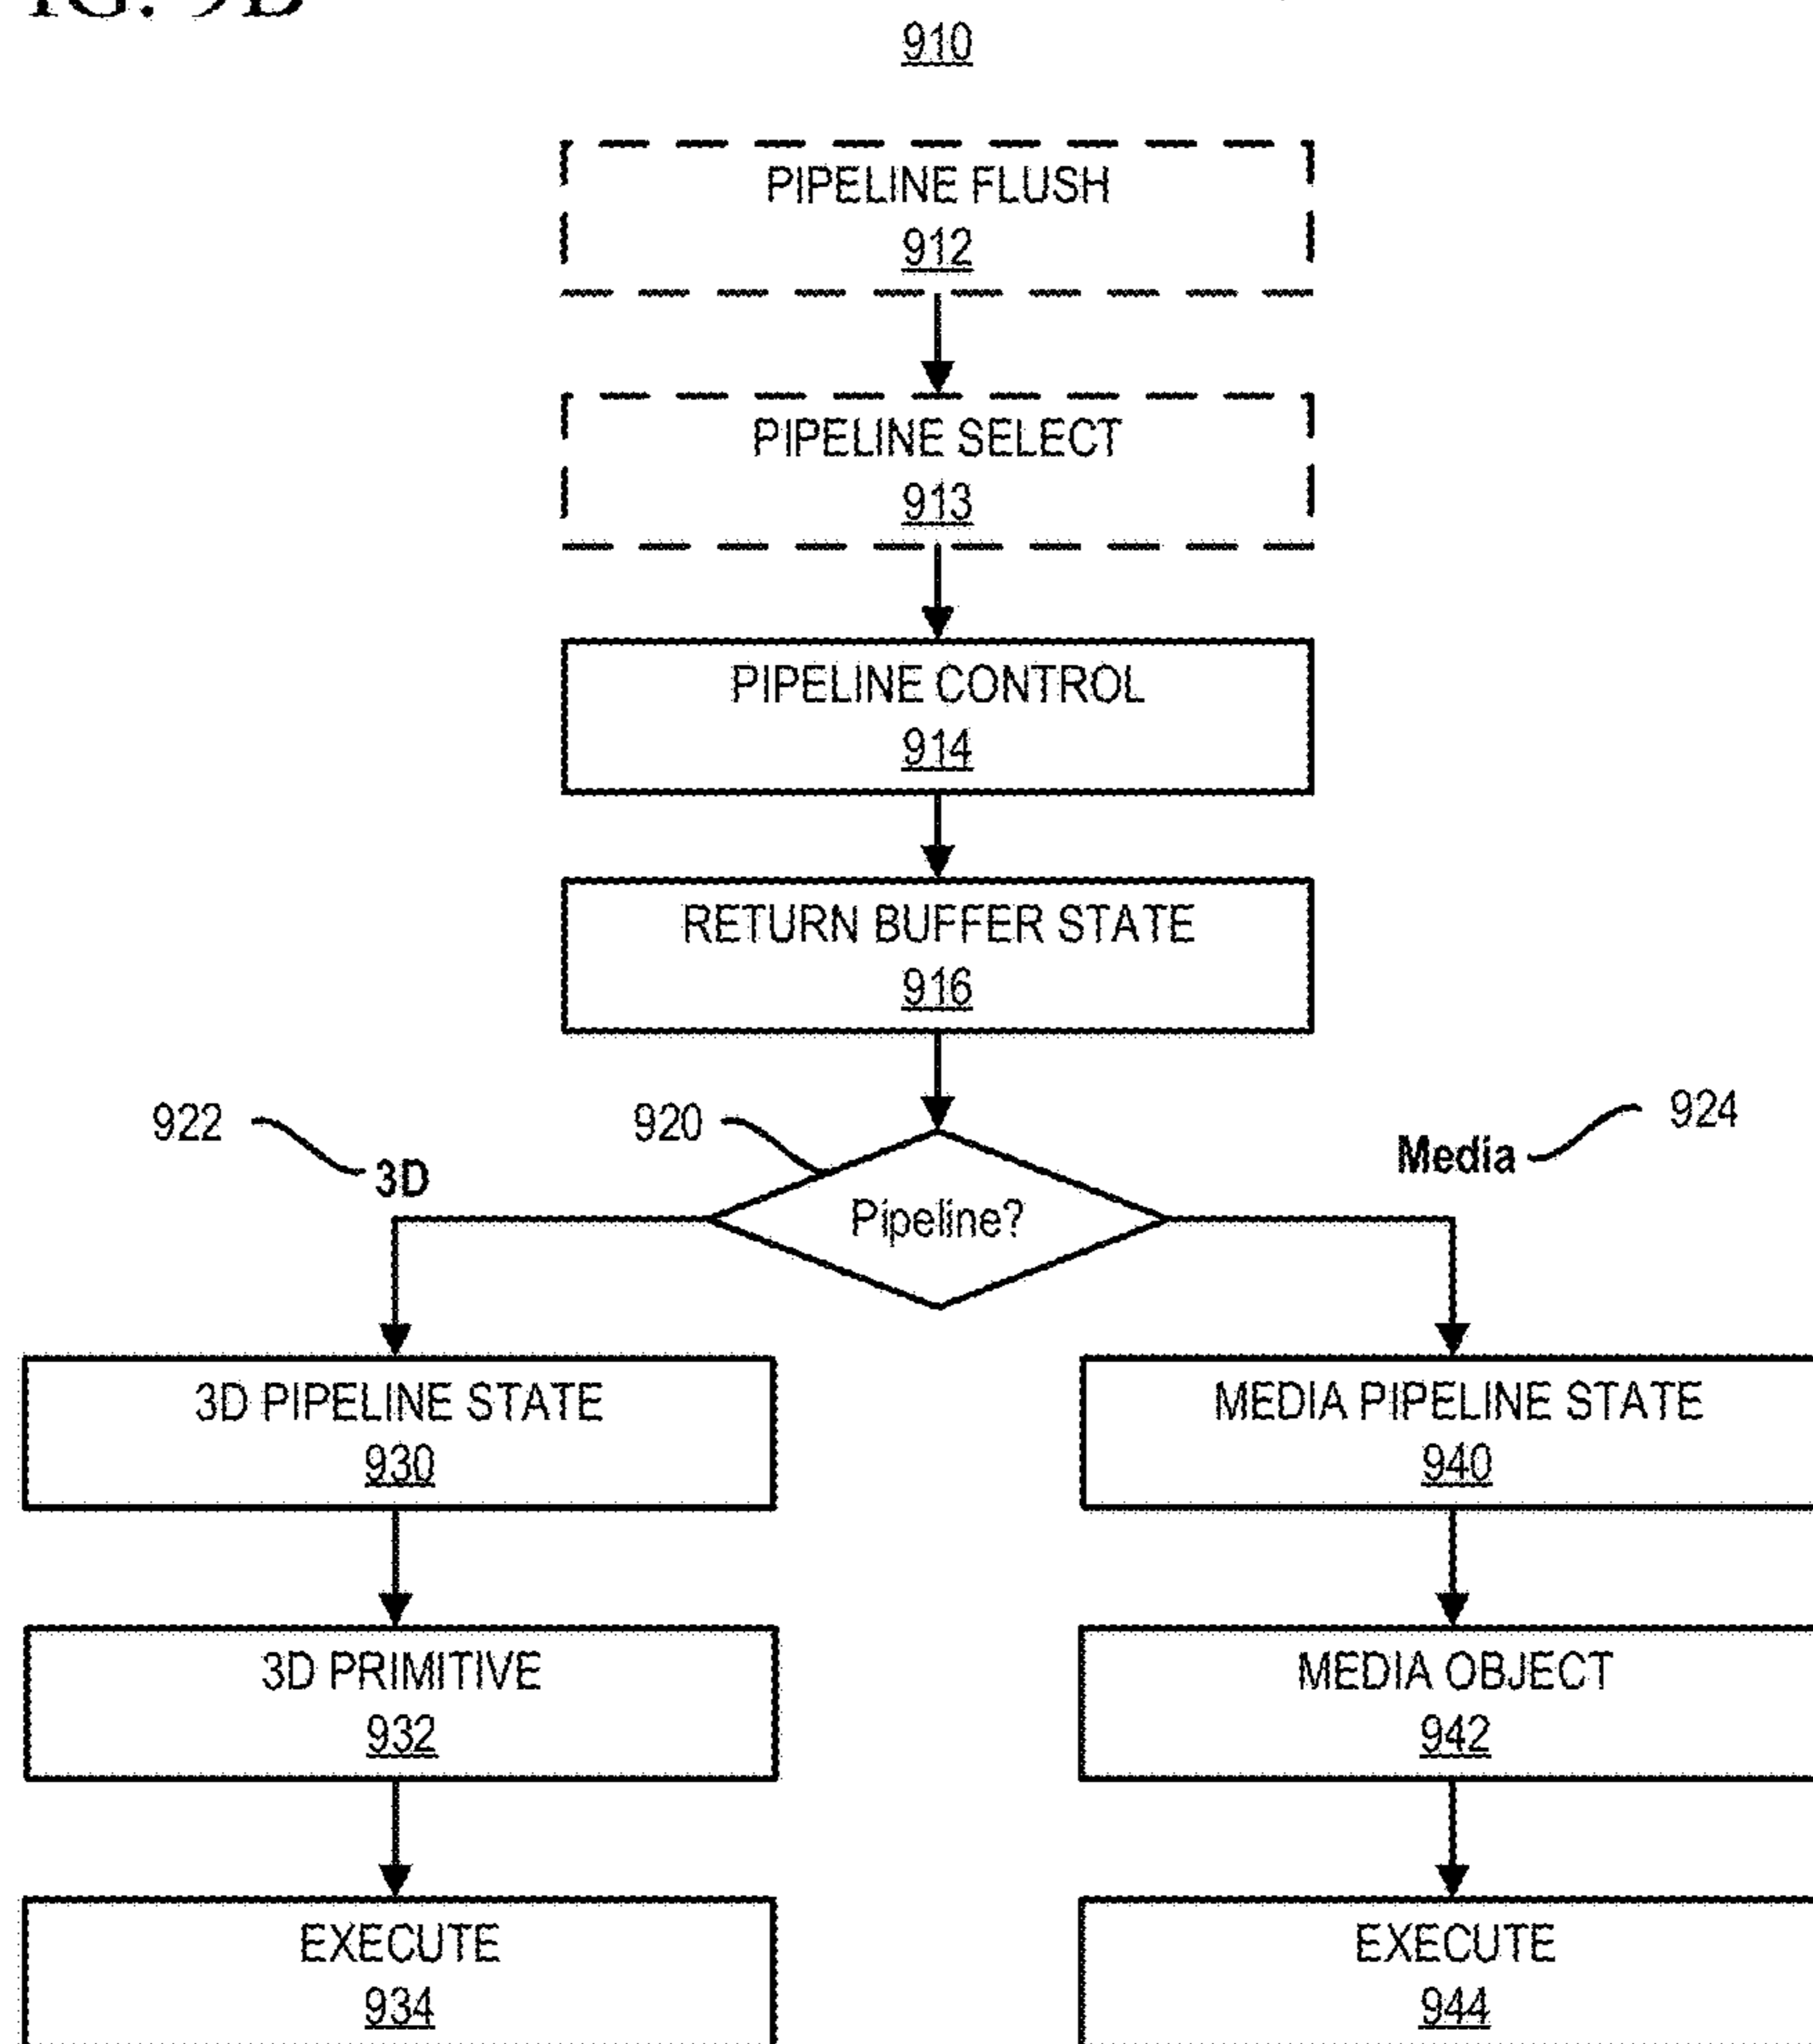 IG. 9B
910
PIPELINE FLUSH
912
PIPELINE SELECT
913
PIPELINE CONTROL
914
RETURN BUFFER STATE
916
922
920
924
3D
Media
Pipeline?
3D PIPELINE STATE
930
MEDIA PIPELINE STATE
940
3D PRIMITIVE
932
MEDIA OBJECT
942
EXECUTE
934
EXECUTE
944